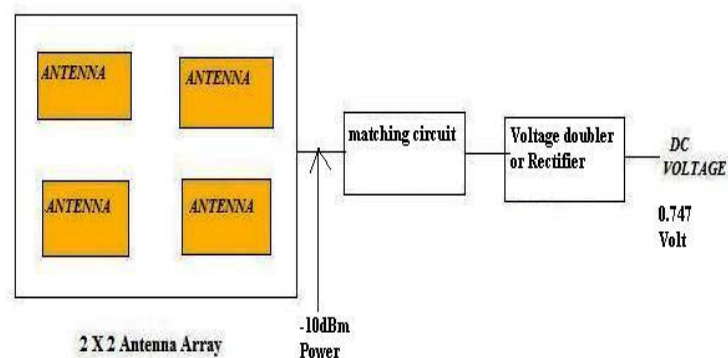 ANTENNA
ANTENNA
ANTENNA
ANTENNA
2 X 2 Antenna Array
-10dBm
Power
matching circuit
Voltage doubler
or Rectifier
DC
VOLTAGE
0.747
Volt